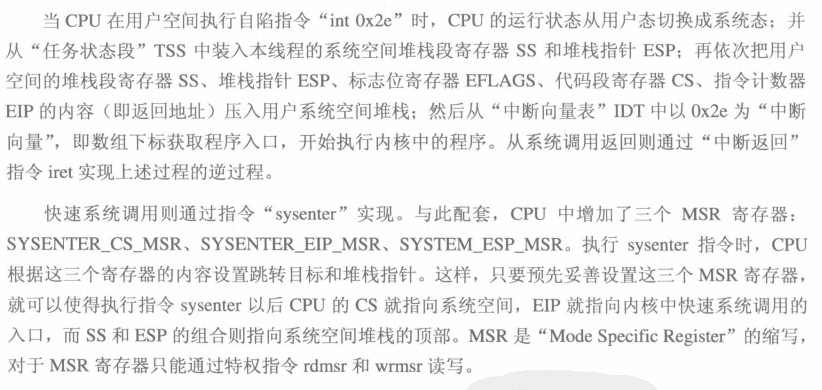 当 CPU 在用户空间执行自陷指令“int 0x2e”时，CPU 的运行状态从用户态切换成系统态；并
从“任务状态段”TSS 中装入本线程的系统空间堆栈段寄存器 SS 和堆栈指针 ESP；再依次把用户
空间的堆栈段寄存器 SS、堆栈指针 ESP、标志位寄存器 EFLAGS、代码段寄存器 CS、指令计数器
EIP 的内容（即返回地址）压入用户系统空间堆栈；然后从“中断向量表”IDT 中以 0x2e 为“中断
向量”，即数组下标获取程序入口，开始执行内核中的程序。从系统调用返回则通过“中断返回”
指令 iret 实现上述过程的逆过程。
快速系统调用则通过指令“sysenter”实现。与此配套，CPU 中增加了三个 MSR 寄存器：
SYSENTER_CS_MSR、SYSENTER_EIP_MSR、SYSTEM_ESP_MSR。执行 sysenter 指令时，CPU
根据这三个寄存器的内容设置跳转目标和堆栈指针。这样，只要预先妥善设置这三个 MSR 寄存器，
就可以使得执行指令 sysenter 以后 CPU 的 CS 就指向系统空间，EIP 就指向内核中快速系统调用的
入口，而 SS 和 ESP 的组合则指向系统空间堆栈的顶部。MSR 是“Mode Specific Register”的缩写，
对于 MSR 寄存器只能通过特权指令 rdmsr 和 wrmsr 读写。